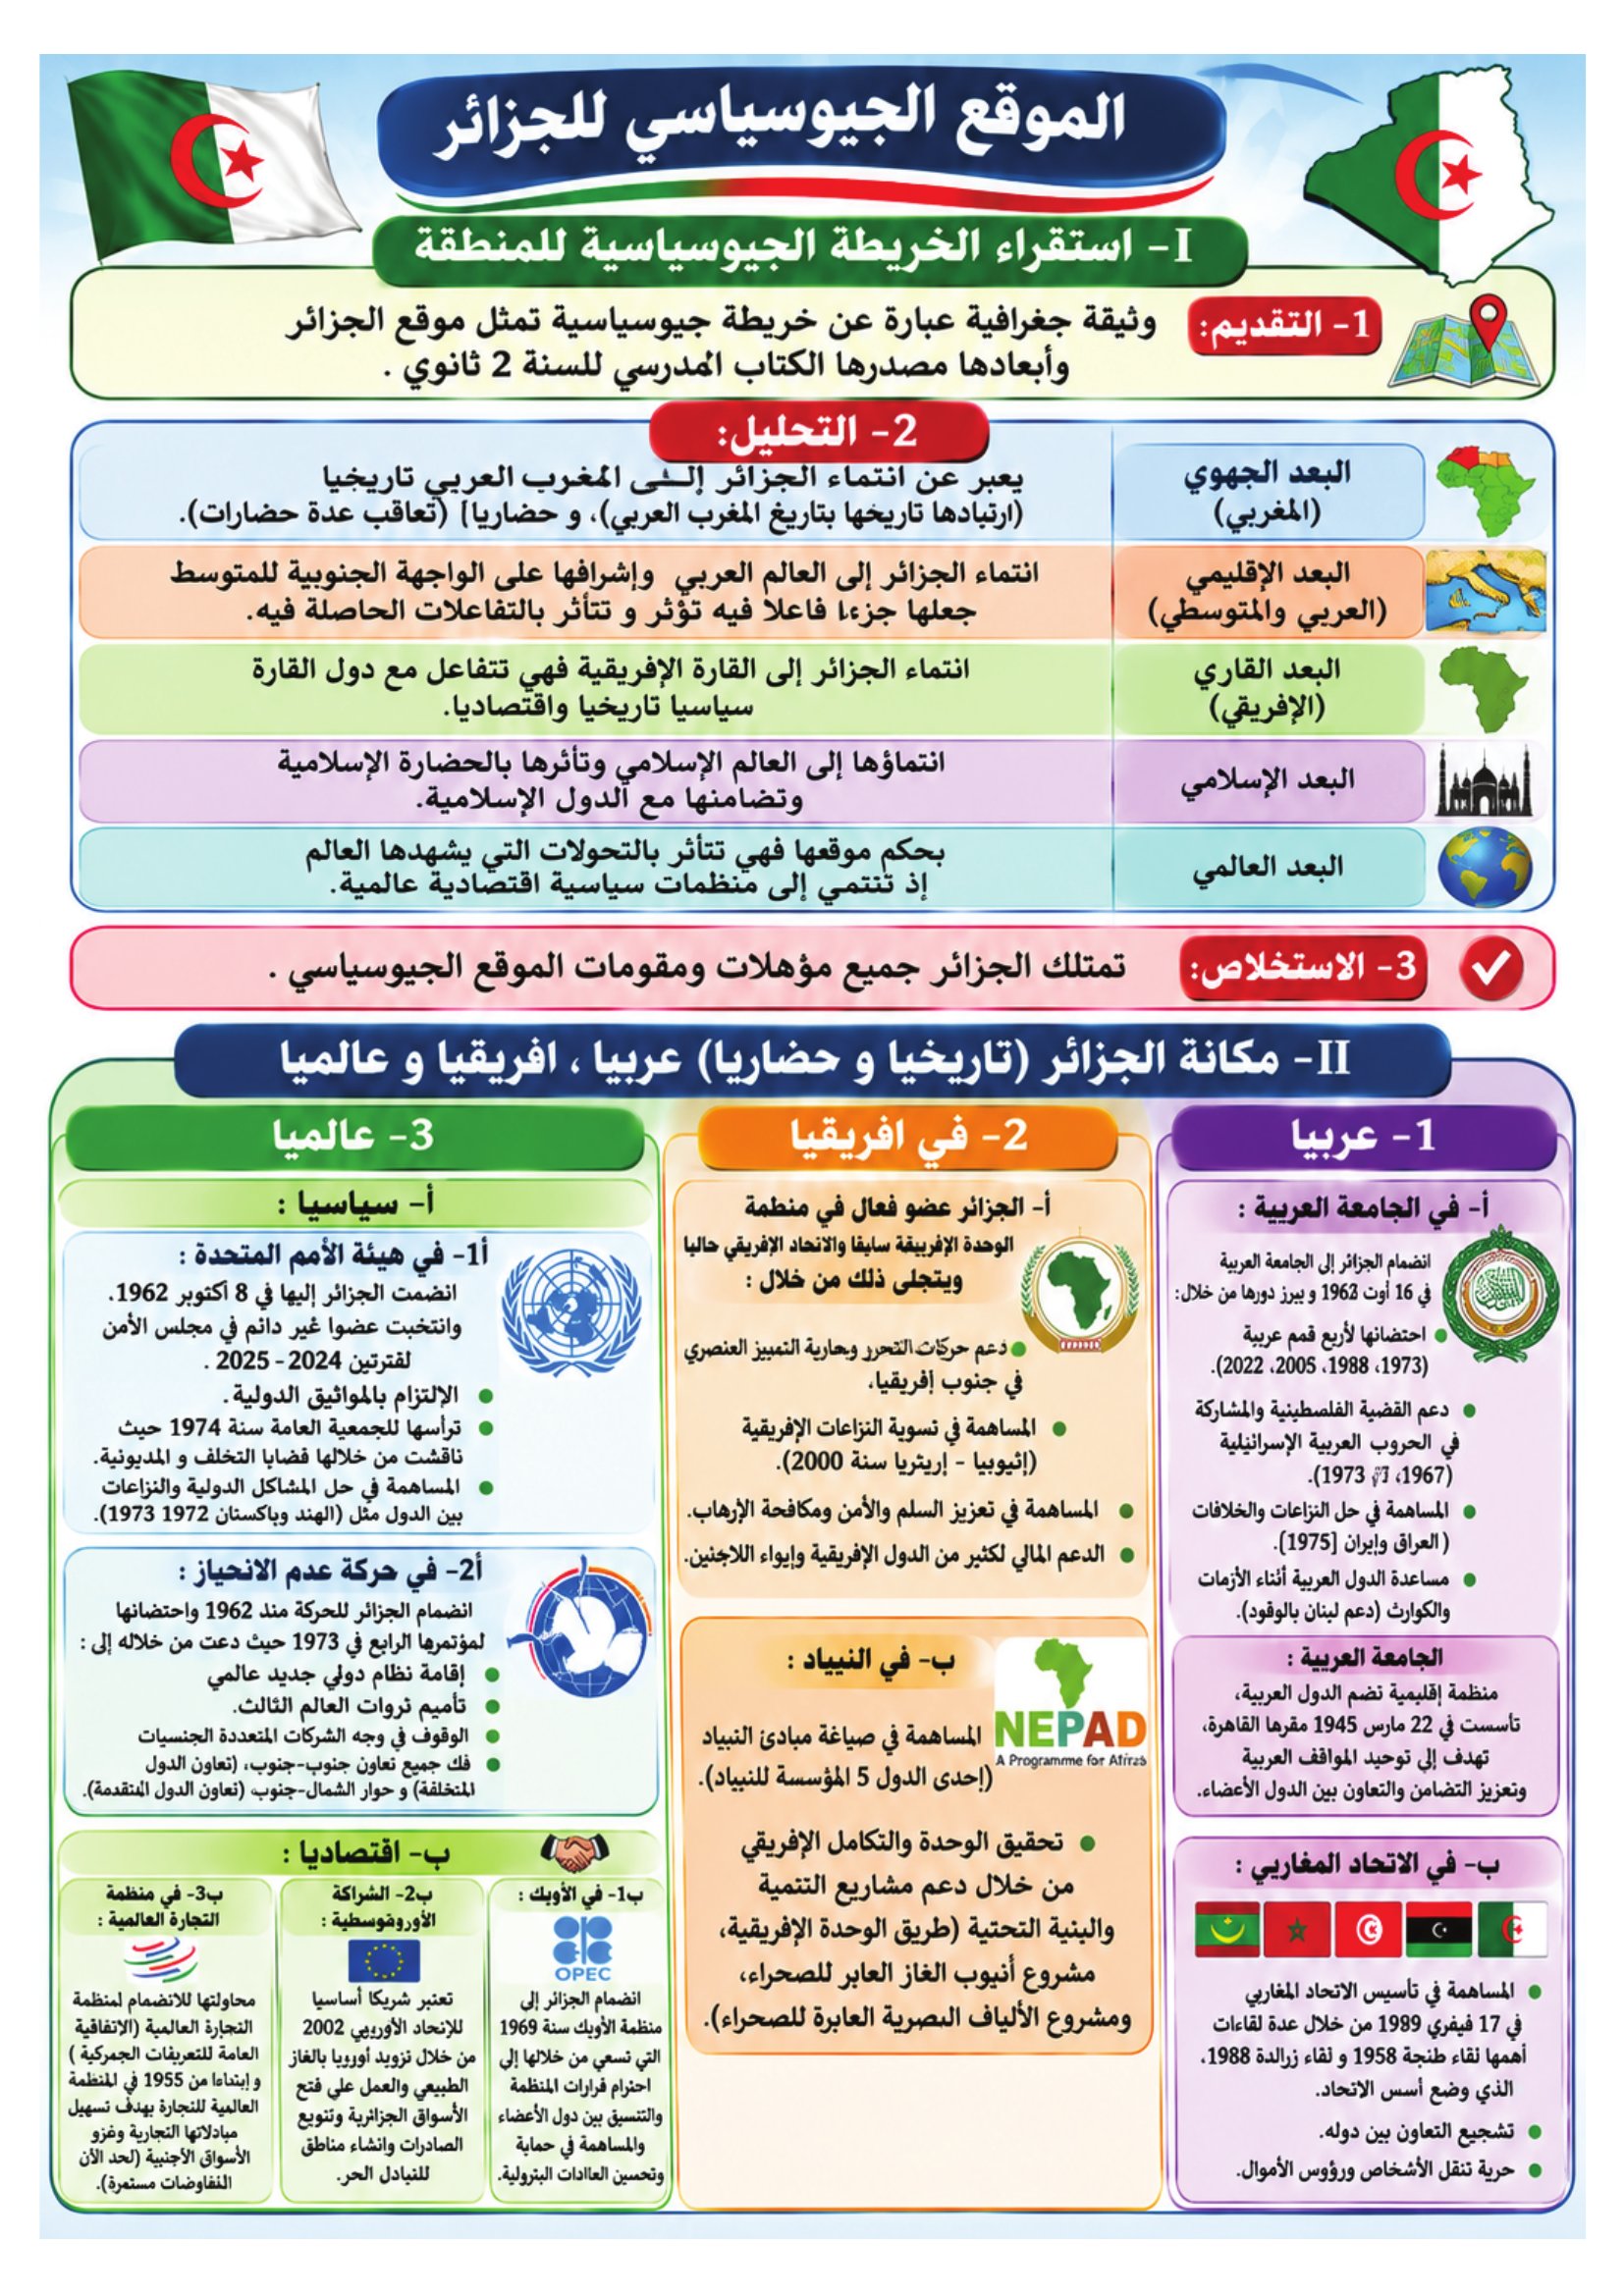 الموقع الجيوسياسي للجزائر
I- استقراء الخريطة الجيوسياسية للمنطقة
1- التقديم:
وثيقة جغرافية عبارة عن خريطة جيوسياسية تمثل موقع الجزائر
وأبعادها مصدرها الكتاب المدرسي للسنة 2 ثانوي .
2- التحليل:
البعد الجهوي
(المغربي)
يعبر عن انتماء الجزائر إلــئى المغرب العربي تاريخيا
(ارتبادها تاريخها بتاريغ المغرب العربي)، و حضاريا] (تعاقب عدة حضارات).
البعد الإقليمي
(العربي والمتوسطي)
انتماء الجزائر إلى العالم العربي وإشرافها على الواجهة الجنوبية للمتوسط
جعلها جزءا فاعلا فيه تؤثر و تتأثر بالتفاعلات الحاصلة فيه.
البعد القاري
(الإفريقي)
انتماء الجزائر إلى القارة الإفريقية فهي تتفاعل مع دول القارة
سياسيا تاريخيا واقتصاديا.
البعد الإسلامي
انتماؤها إلى العالم الإسلامي وتأثرها بالحضارة الإسلامية
وتضامنها مع الدول الإسلامية.
البعد العالمي
بحكم موقعها فهي تتأثر بالتحولات التي يشهدها العالم
إذ تنتمي إلى منظمات سياسية اقتصادية عالمية.
3- الاستخلاص:
تمتلك الجزائر جميع مؤهلات ومقومات الموقع الجيوسياسي .
II- مكانة الجزائر (تاريخيا و حضاريا) عربيا ، افريقيا و عالميا
1- عربيا
أ- في الجامعة العربية :
انضمام الجزائر إلى الجامعة العربية
في 16 أوت 1963 و يبرز دورها من خلال:
احتضانها لأربع قمم عربية
(1973، 1988، 2005، 2022).
دعم القضية الفلسطينية والمشاركة
في الحروب العربية الإسرائيلية
(1967، 1973).
المساهمة في حل النزاعات والخلافات
( العراق وإيران [1975).
مساعدة الدول العربية أثناء الأزمات
والكوارث (دعم لبنان بالوقود).
الجامعة العربية :
منظمة إقليمية تضم الدول العربية،
تأسست في 22 مارس 1945 مقرها القاهرة،
تهدف إلى توحيد المواقف العربية
وتعزيز التضامن والتعاون بين الدول الأعضاء.
ب- في الاتحاد المغاربي :
المساهمة في تأسيس الاتحاد المغاربي
في 17 فيفري 1989 من خلال عدة لقاءات
أهمها لقاء طنجة 1958 و لقاء زرالدة 1988،
الذي وضع أسس الاتحاد.
تشجيع التعاون بين دوله.
حرية تنقل الأشخاص ورؤوس الأموال.
2- في افريقيا
أ- الجزائر عضو فعال في منظمة
الوحدة الإفريبيقة سابقا والاتحاد الإفريقي حاليا
ويتجلى ذلك من خلال :
دعم حركات التحرر ويحارية التمييز العنصري
في جنوب إفريقيا،
المساهمة في تسوية النزاعات الإفريقية
(إثيوبيا - إريثريا سنة 2000).
المساهمة في تعزيز السلم والأمن ومكافحة الإرهاب.
الدعم المالي لكثير من الدول الإفريقية وإيواء اللاجئين.
ب- في النيياد :
NEPAD
A Programme for Afrzs
المساهمة في صياغة مبادئ النيباد
(إحدى الدول 5 المؤسسة للنيباد).
تحقيق الوحدة والتكامل الإفريقي
من خلال دعم مشاريع التنمية
والبنية التحتية (طريق الوحدة الإفريقية،
مشروع أنيوب الغاز العابر للصحراء،
ومشروع الألياف البصرية العابرة للصحراء).
3- عالميا
أ- سياسيا :
أ1- في هيئة الأمم المتحدة :
انضمت الجزائر إليها في 8 أكتوبر 1962.
وانتخبت عضوا غير دائم في مجلس الأمن
لفترتين 2024 - 2025 .
الإلتزام بالمواثيق الدولية .
ترأسها للجمعية العامة سنة 1974 حيث
ناقشت من خلالها قضايا التخلف و المديونية.
المساهمة في حل المشاكل الدولية والنزاعات
بين الدول مثل (الهند وباكستان 1972 1973).
أ2- في حركة عدم الانحياز :
انضمام الجزائر للحركة منذ 1962 واحتضانها
لمؤتمرها الرابع في 1973 حيث دعت من خلاله إلى :
إقامة نظام دولي جديد عالمي
تأميم ثروات العالم الثالث.
الوقوف في وجه الشركات المتعددة الجنسيات
فك جميع تعاون جنوب-جنوب، (تعاون الدول
المتخلفة) و حوار الشمال-جنوب، (تعاون الدول المتقدمة).
ب- اقتصاديا :
ب1- في الأوبك :
OPEC
انضمام الجزائر إلى
منظمة الأوبك سنة 1969
التي تسعى من خلالها إلى
احترام قرارات المنظمة
والتنسيق بين دول الأعضاء
والمساهمة في حماية
وتحسين العاادات البترولية.
ب2- الشراكة
الأوروقوسطية :
تعتبر شريكا أساسيا
للإتحاد الأوروبي 2002
من خلال تزويد أوروبا بالغاز
الطبيعي والعمل على فتح
الأسواق الجزائرية وتنويع
الصادرات وانشاء مناطق
للتبادل الحر.
ب3- في منظمة
التجارة العالمية :
محاولتها للانضمام لمنظمة
التجارة العالمية (الاتفاقية
العامة للتعريفات الجمركية )
و إبتداءا من 1955 في المنظمة
العالمية للتجارة بهدف تسهيل
مبادلاتها التجارية وغزو
الأسواق الأجنبية (لحد الآن
المفاوضات مستمرة).